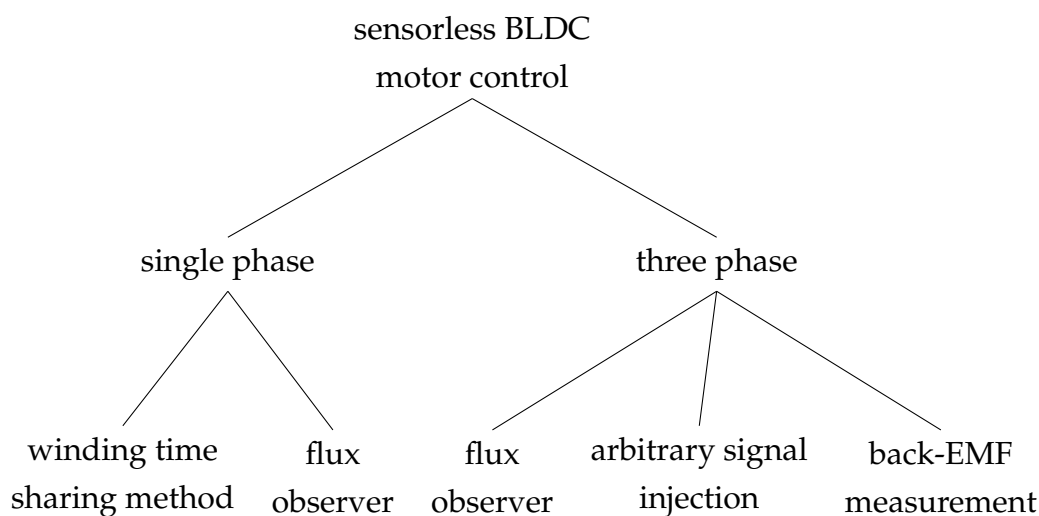 sensorless BLDC
motor control
single phase
three phase
winding time
sharing method
flux
observer
flux
observer
arbitrary signal
injection
back-EMF
measurement